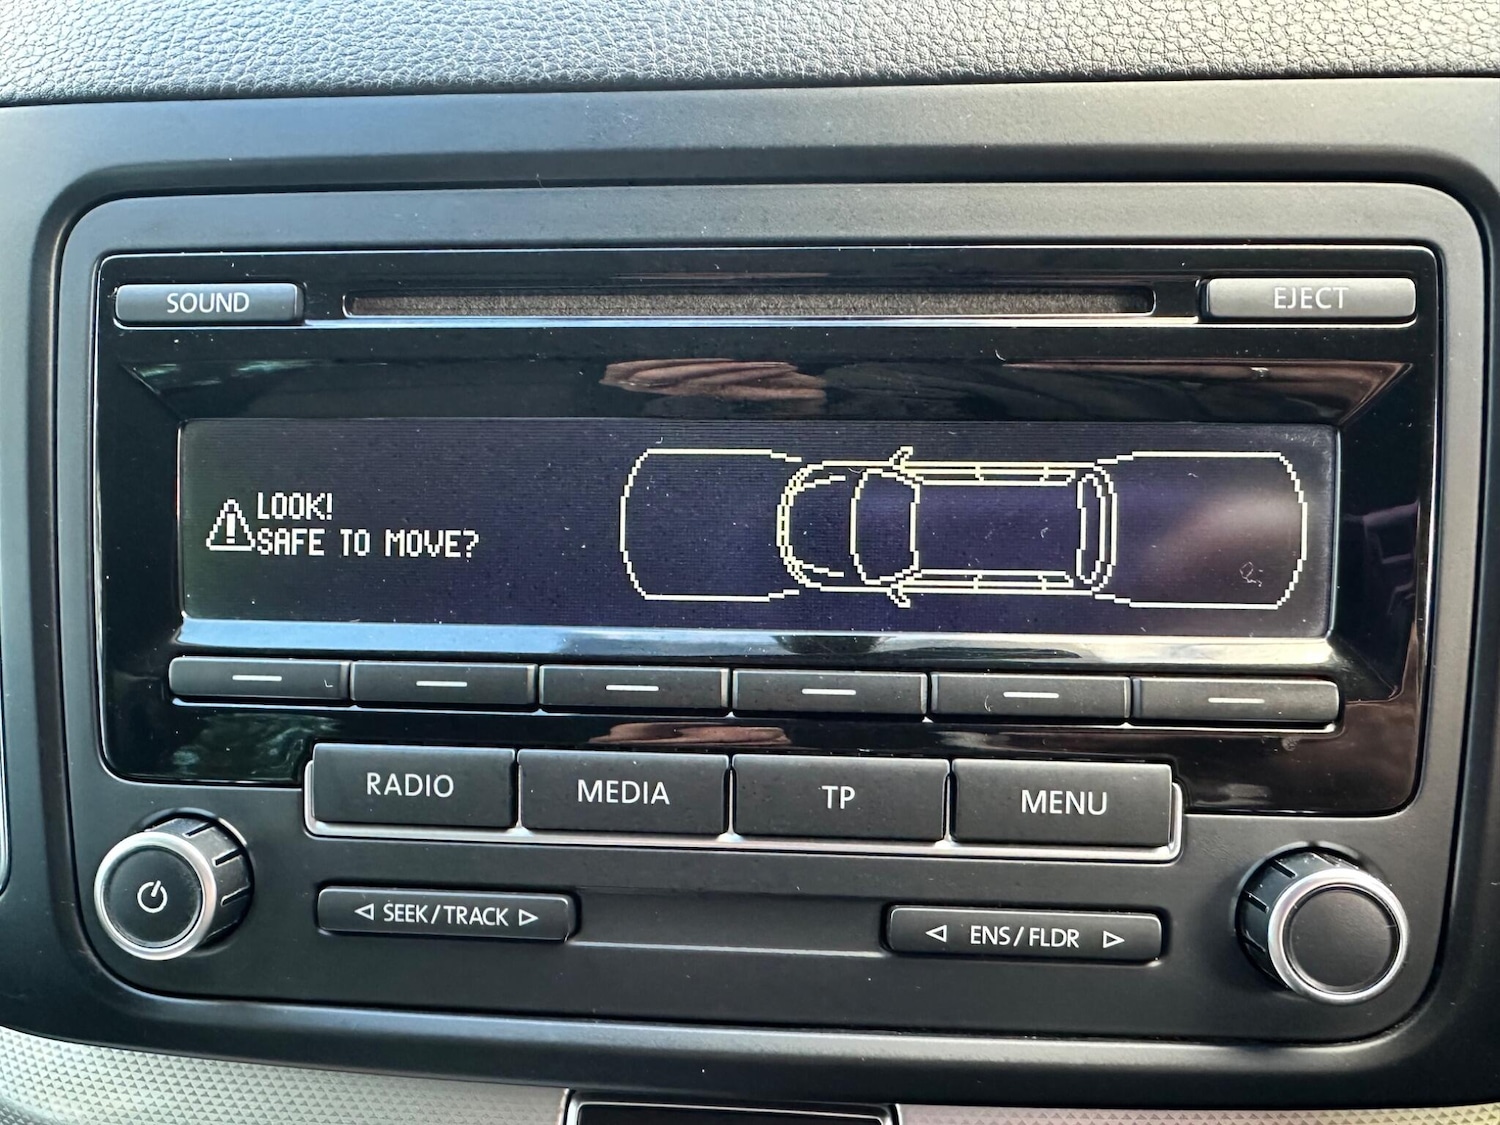 SOUND
EJECT
LOOK!
SAFE TO MOVE?
RADIO
MEDIA
TP
MENU
SEEK/TRACK
ENS/FLDR